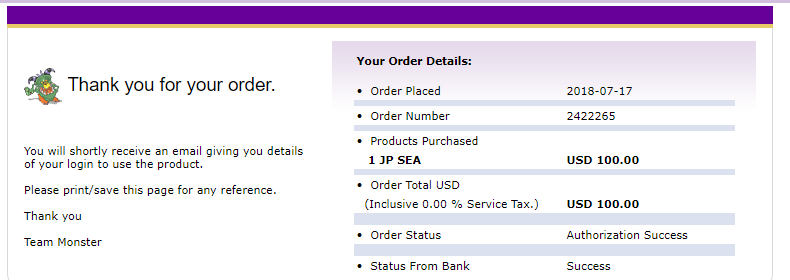 Thank you for your order.
You will shortly receive an email giving you details
of your login to use the product.
Please print/save this page for any reference.
Thank you
Team Monster
Your Order Details:
• Order Placed 2018-07-17
• Order Number 2422265
• Products Purchased
1 JP SEA USD 100.00
• Order Total USD
(Inclusive 0.00 % Service Tax.) USD 100.00
• Order Status Authorization Success
• Status From Bank Success